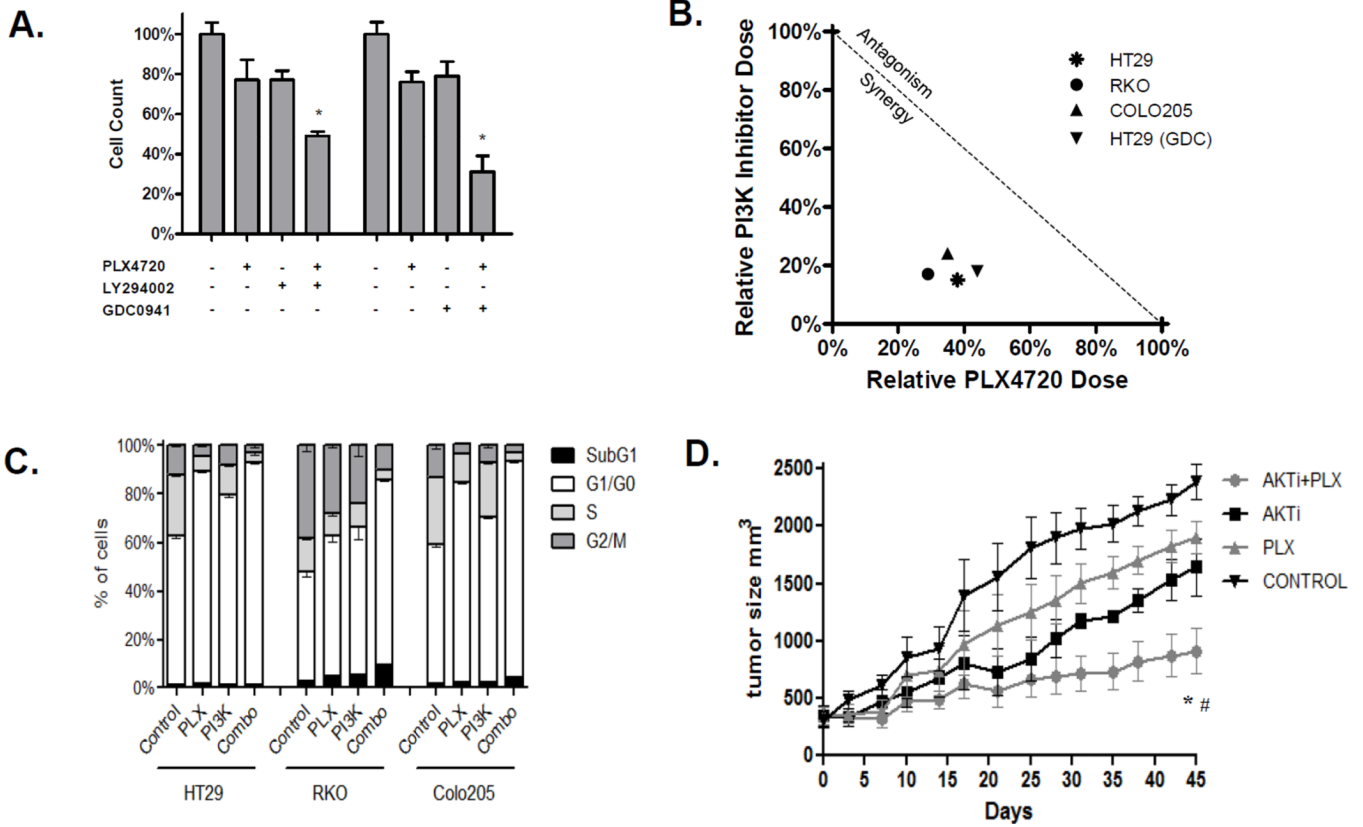 A.
Cell Count
100%
80%
60%
40%
20%
0%
*
*
PLX4720 - + - + - + - +
LY294002 - - + + - - - -
GDC0941 - - - - - - + +
B.
Relative PI3K Inhibitor Dose
100%
80%
60%
40%
20%
0%
Antagonism
Synergy
HT29
RKO
COLO205
HT29 (GDC)
0% 20% 40% 60% 80% 100%
Relative PLX4720 Dose
C.
% of cells
100%
80%
60%
40%
20%
0%
SubG1
G1/G0
S
G2/M
Control PLX PI3K Combo Control PLX PI3K Combo Control PLX PI3K Combo
HT29 RKO Colo205
D.
tumor size mm3
2500
2000
1500
1000
500
0
AKTi+PLX
AKTi
PLX
CONTROL
* #
0 5 10 15 20 25 30 35 40 45
Days